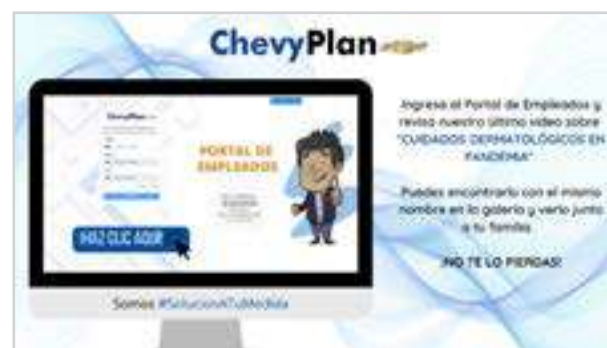 ChevyPlan
ChevyPlan
PORTAL DE
EMPLEADOS
¡HAZ CLIC AQUÍ!
Somos #SoluciónATuMedida
Ingresa al Portal de Empleados y
revisa nuestro último video sobre
"CUIDADOS DERMATOLÓGICOS EN
PANDEMIA"
Puedes encontrarlo con el mismo
nombre en la galería y verlo junto
a tu familia.
¡NO TE LO PIERDAS!